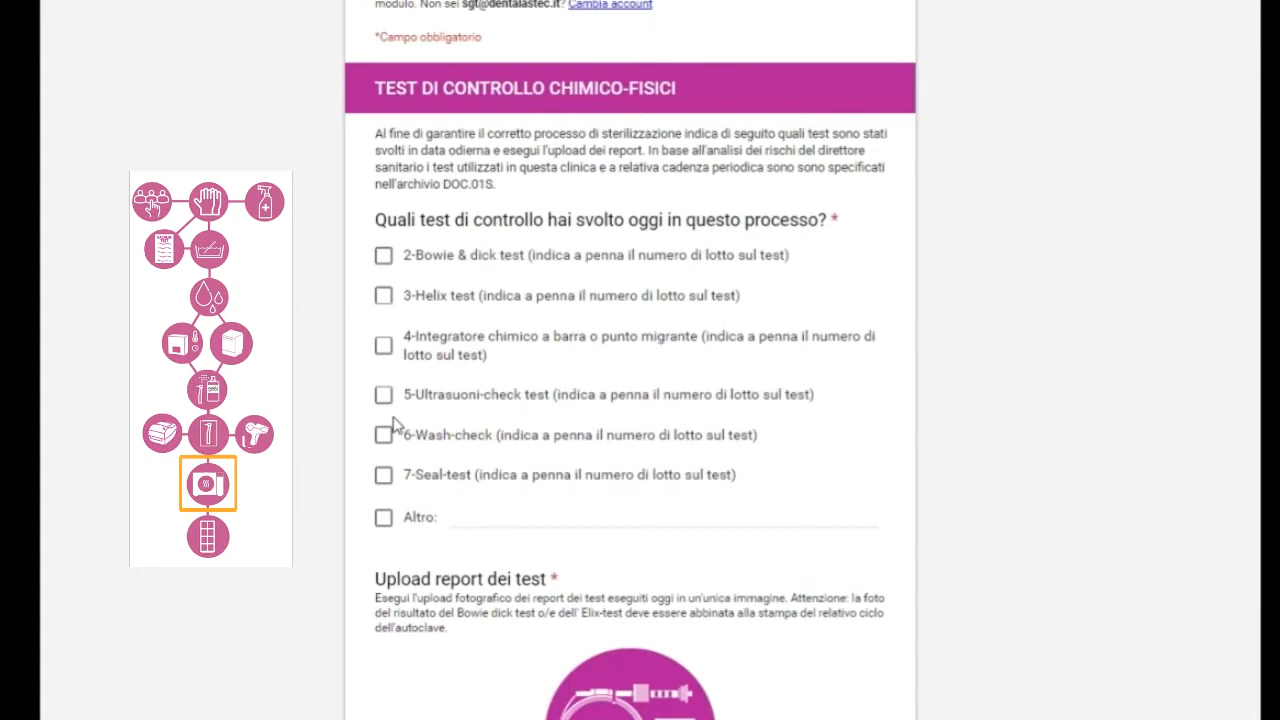 modulo. Non sei sgt@dentalastec.it? Cambia account
*Campo obbligatorio
TEST DI CONTROLLO CHIMICO-FISICI
Al fine di garantire il corretto processo di sterilizzazione indica di seguito quali test sono stati
svolti in data odierna e esegui l'upload dei report. In base all'analisi dei rischi del direttore
sanitario i test utilizzati in questa clinica e a relativa cadenza periodica sono sono specificati
nell'archivio DOC.01S.
Quali test di controllo hai svolto oggi in questo processo? *
2-Bowie & dick test (indica a penna il numero di lotto sul test)
3-Helix test (indica a penna il numero di lotto sul test)
4-Integratore chimico a barra o punto migrante (indica a penna il numero di
lotto sul test)
5-Ultrasuoni-check test (indica a penna il numero di lotto sul test)
6-Wash-check (indica a penna il numero di lotto sul test)
7-Seal-test (indica a penna il numero di lotto sul test)
Altro:
Upload report dei test *
Esegui l'upload fotografico dei report dei test eseguiti oggi in un'unica immagine. Attenzione: la foto
del risultato del Bowie dick test o/e dell' Elix-test deve essere abbinata alla stampa del relativo ciclo
dell'autoclave.